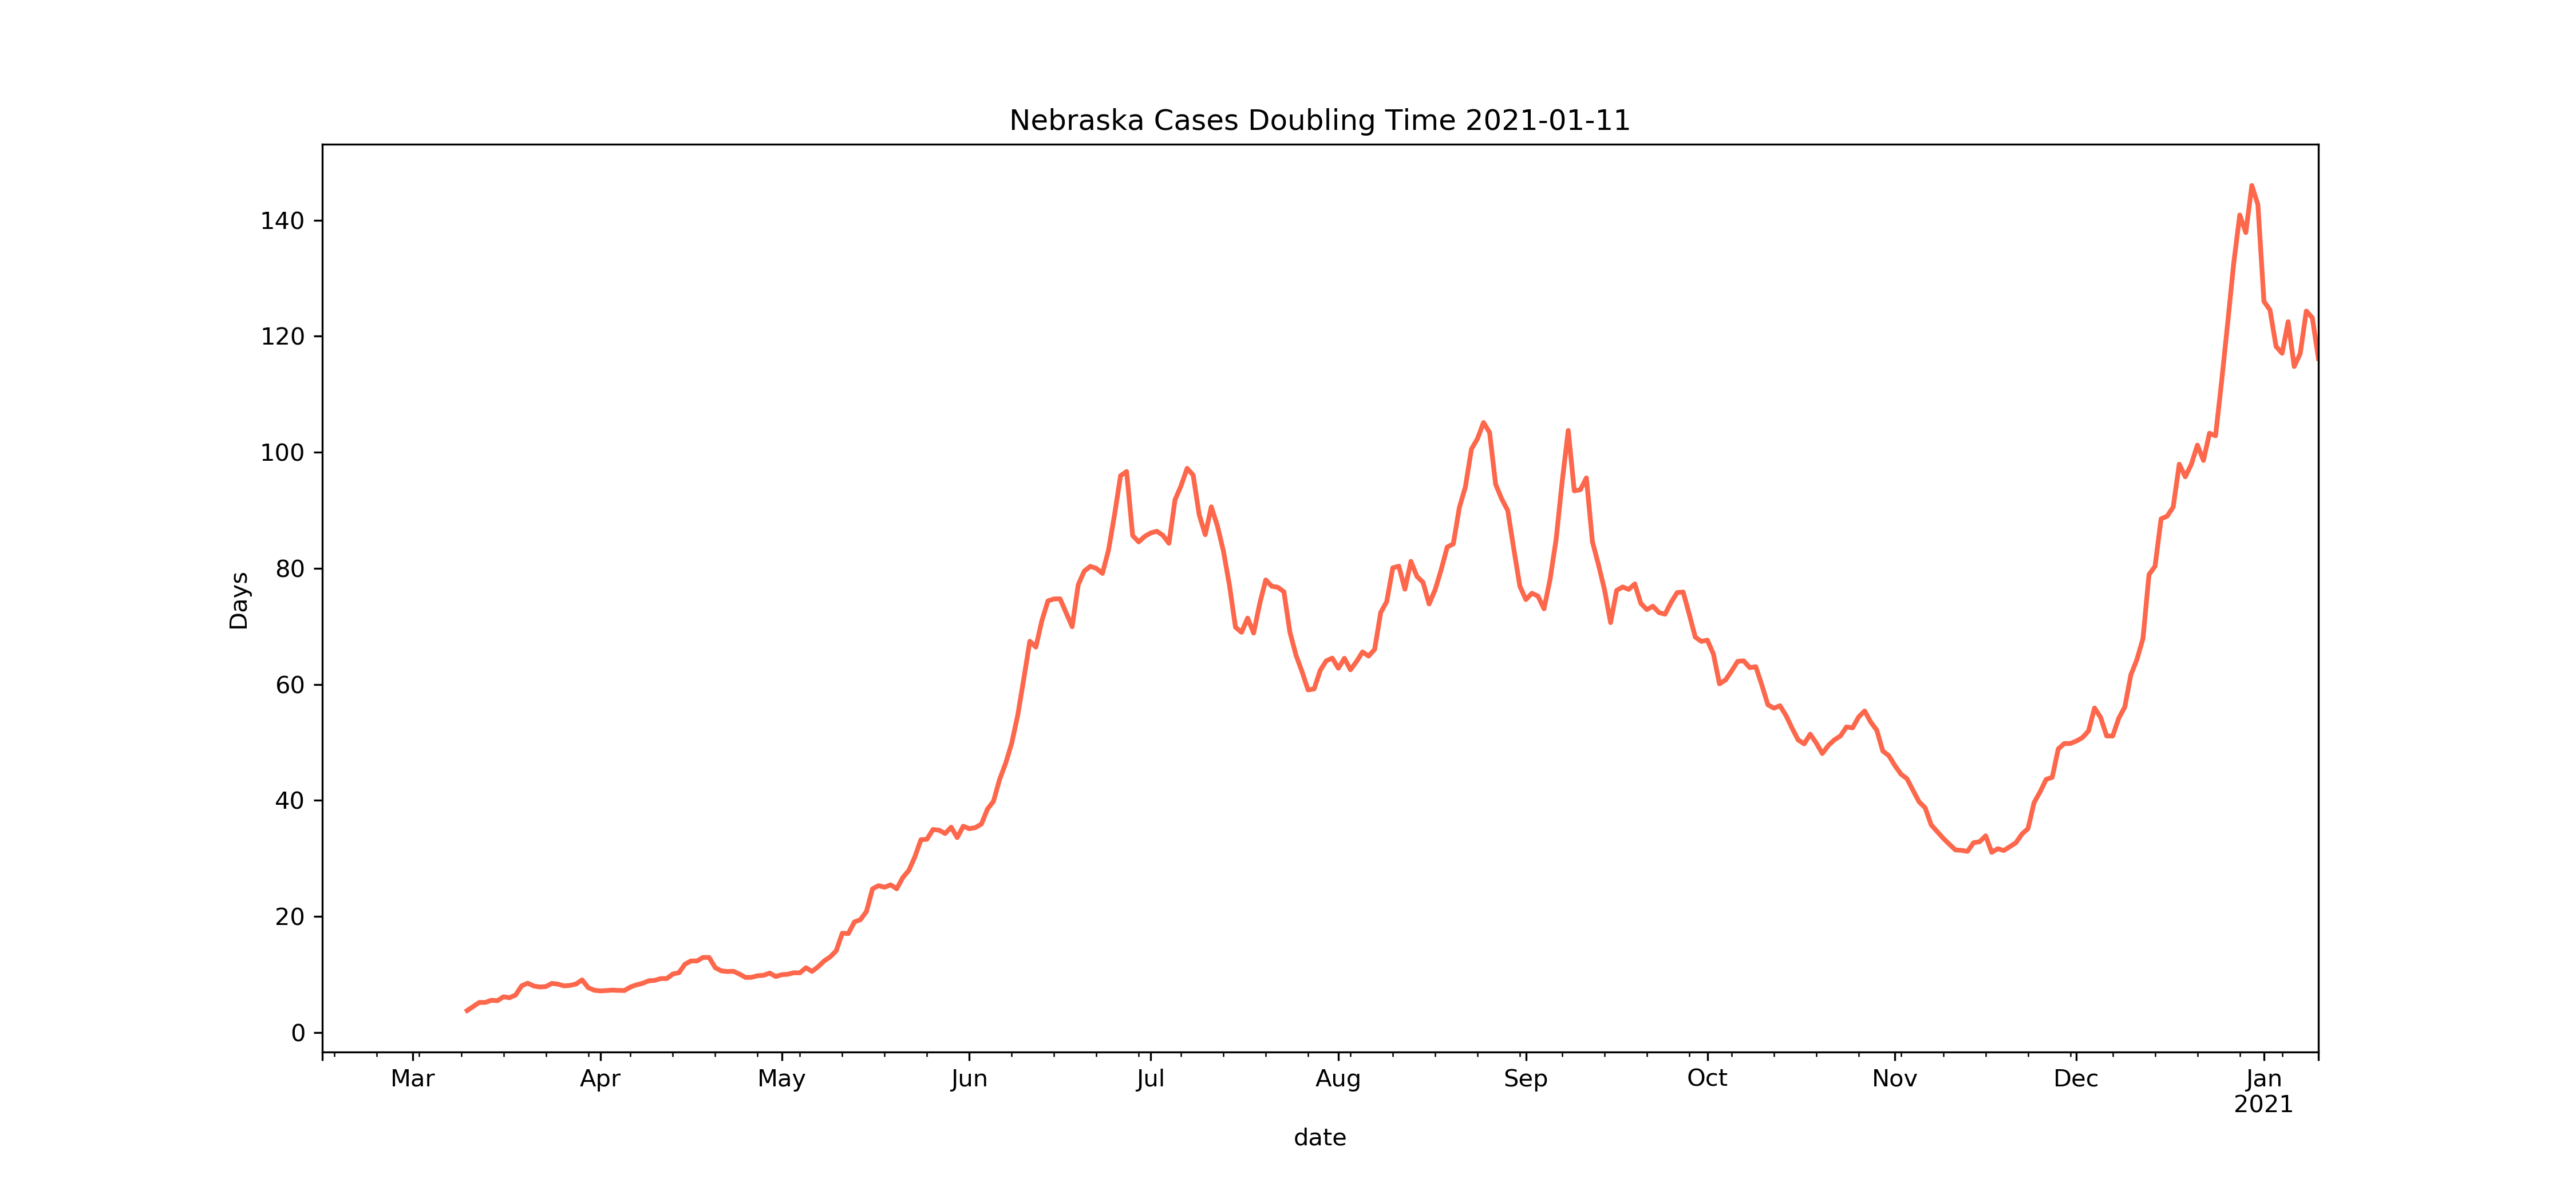 Nebraska Cases Doubling Time 2021-01-11
140
120
100
80
60
40
20
0
Days
Mar Apr May Jun Jul Aug Sep Oct Nov Dec Jan
2021
date